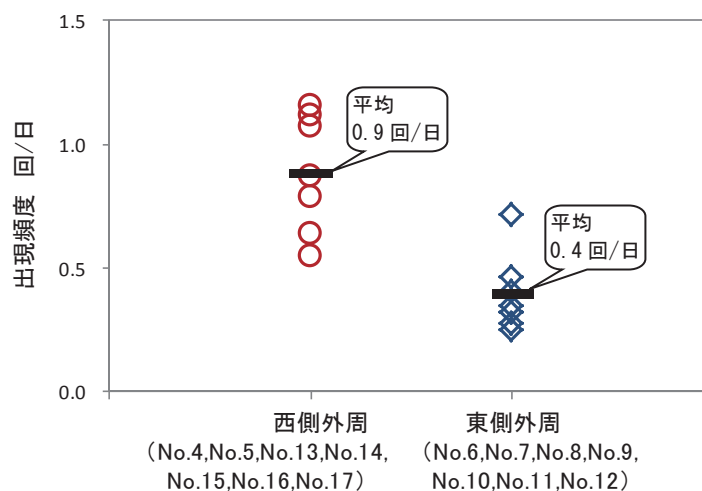 1.5
1.0
0.5
0.0
出現頻度 回/日
平均
0.9 回/日
平均
0.4 回/日
西側外周
（No.4,No.5,No.13,No.14,
No.15,No.16,No.17）
東側外周
（No.6,No.7,No.8,No.9,
No.10,No.11,No.12）